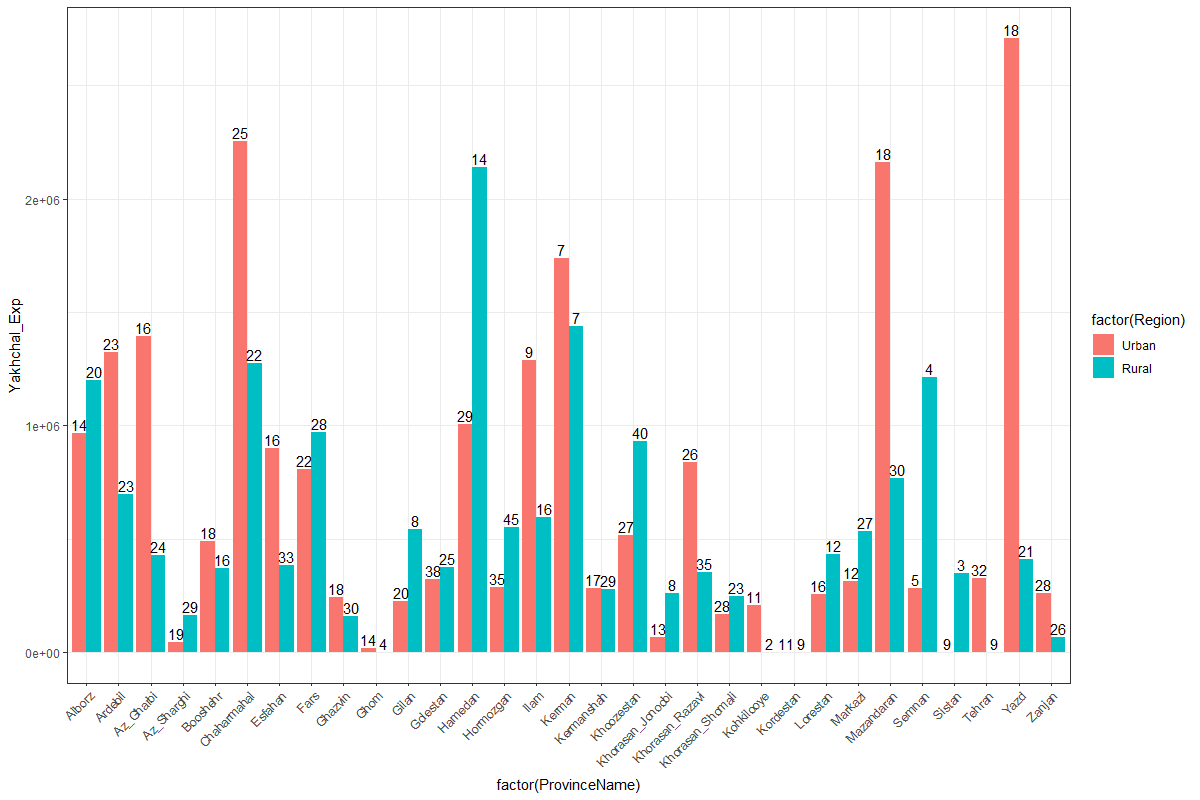 18
25
14
18
7
7
16
23
9
22
4
20
28
29
14
16
26
40
30
23
18
16
8
45
16
27
27
24
33
12
21
16
38
25
35
35
5
3
32
18
20
17
29
8
28
23
11
16
12
28
19
29
30
13
26
14
4
2
11
9
9
9
2e+06
1e+06
0e+00
Yakhchal_Exp
Alborz
Ardebil
Az_Gharbi
Az_Sharghi
Booshehr
Chaharmahal
Esfahan
Fars
Ghazvin
Ghom
Gilan
Golestan
Hamedan
Hormozgan
Ilam
Kerman
Kermanshah
Khoozestan
Khorasan_Jonoobi
Khorasan_Razavi
Khorasan_Shomali
Kohkilooye
Kordestan
Lorestan
Markazi
Mazandaran
Semnan
Sistan
Tehran
Yazd
Zanjan
factor(ProvinceName)
factor(Region)
Urban
Rural